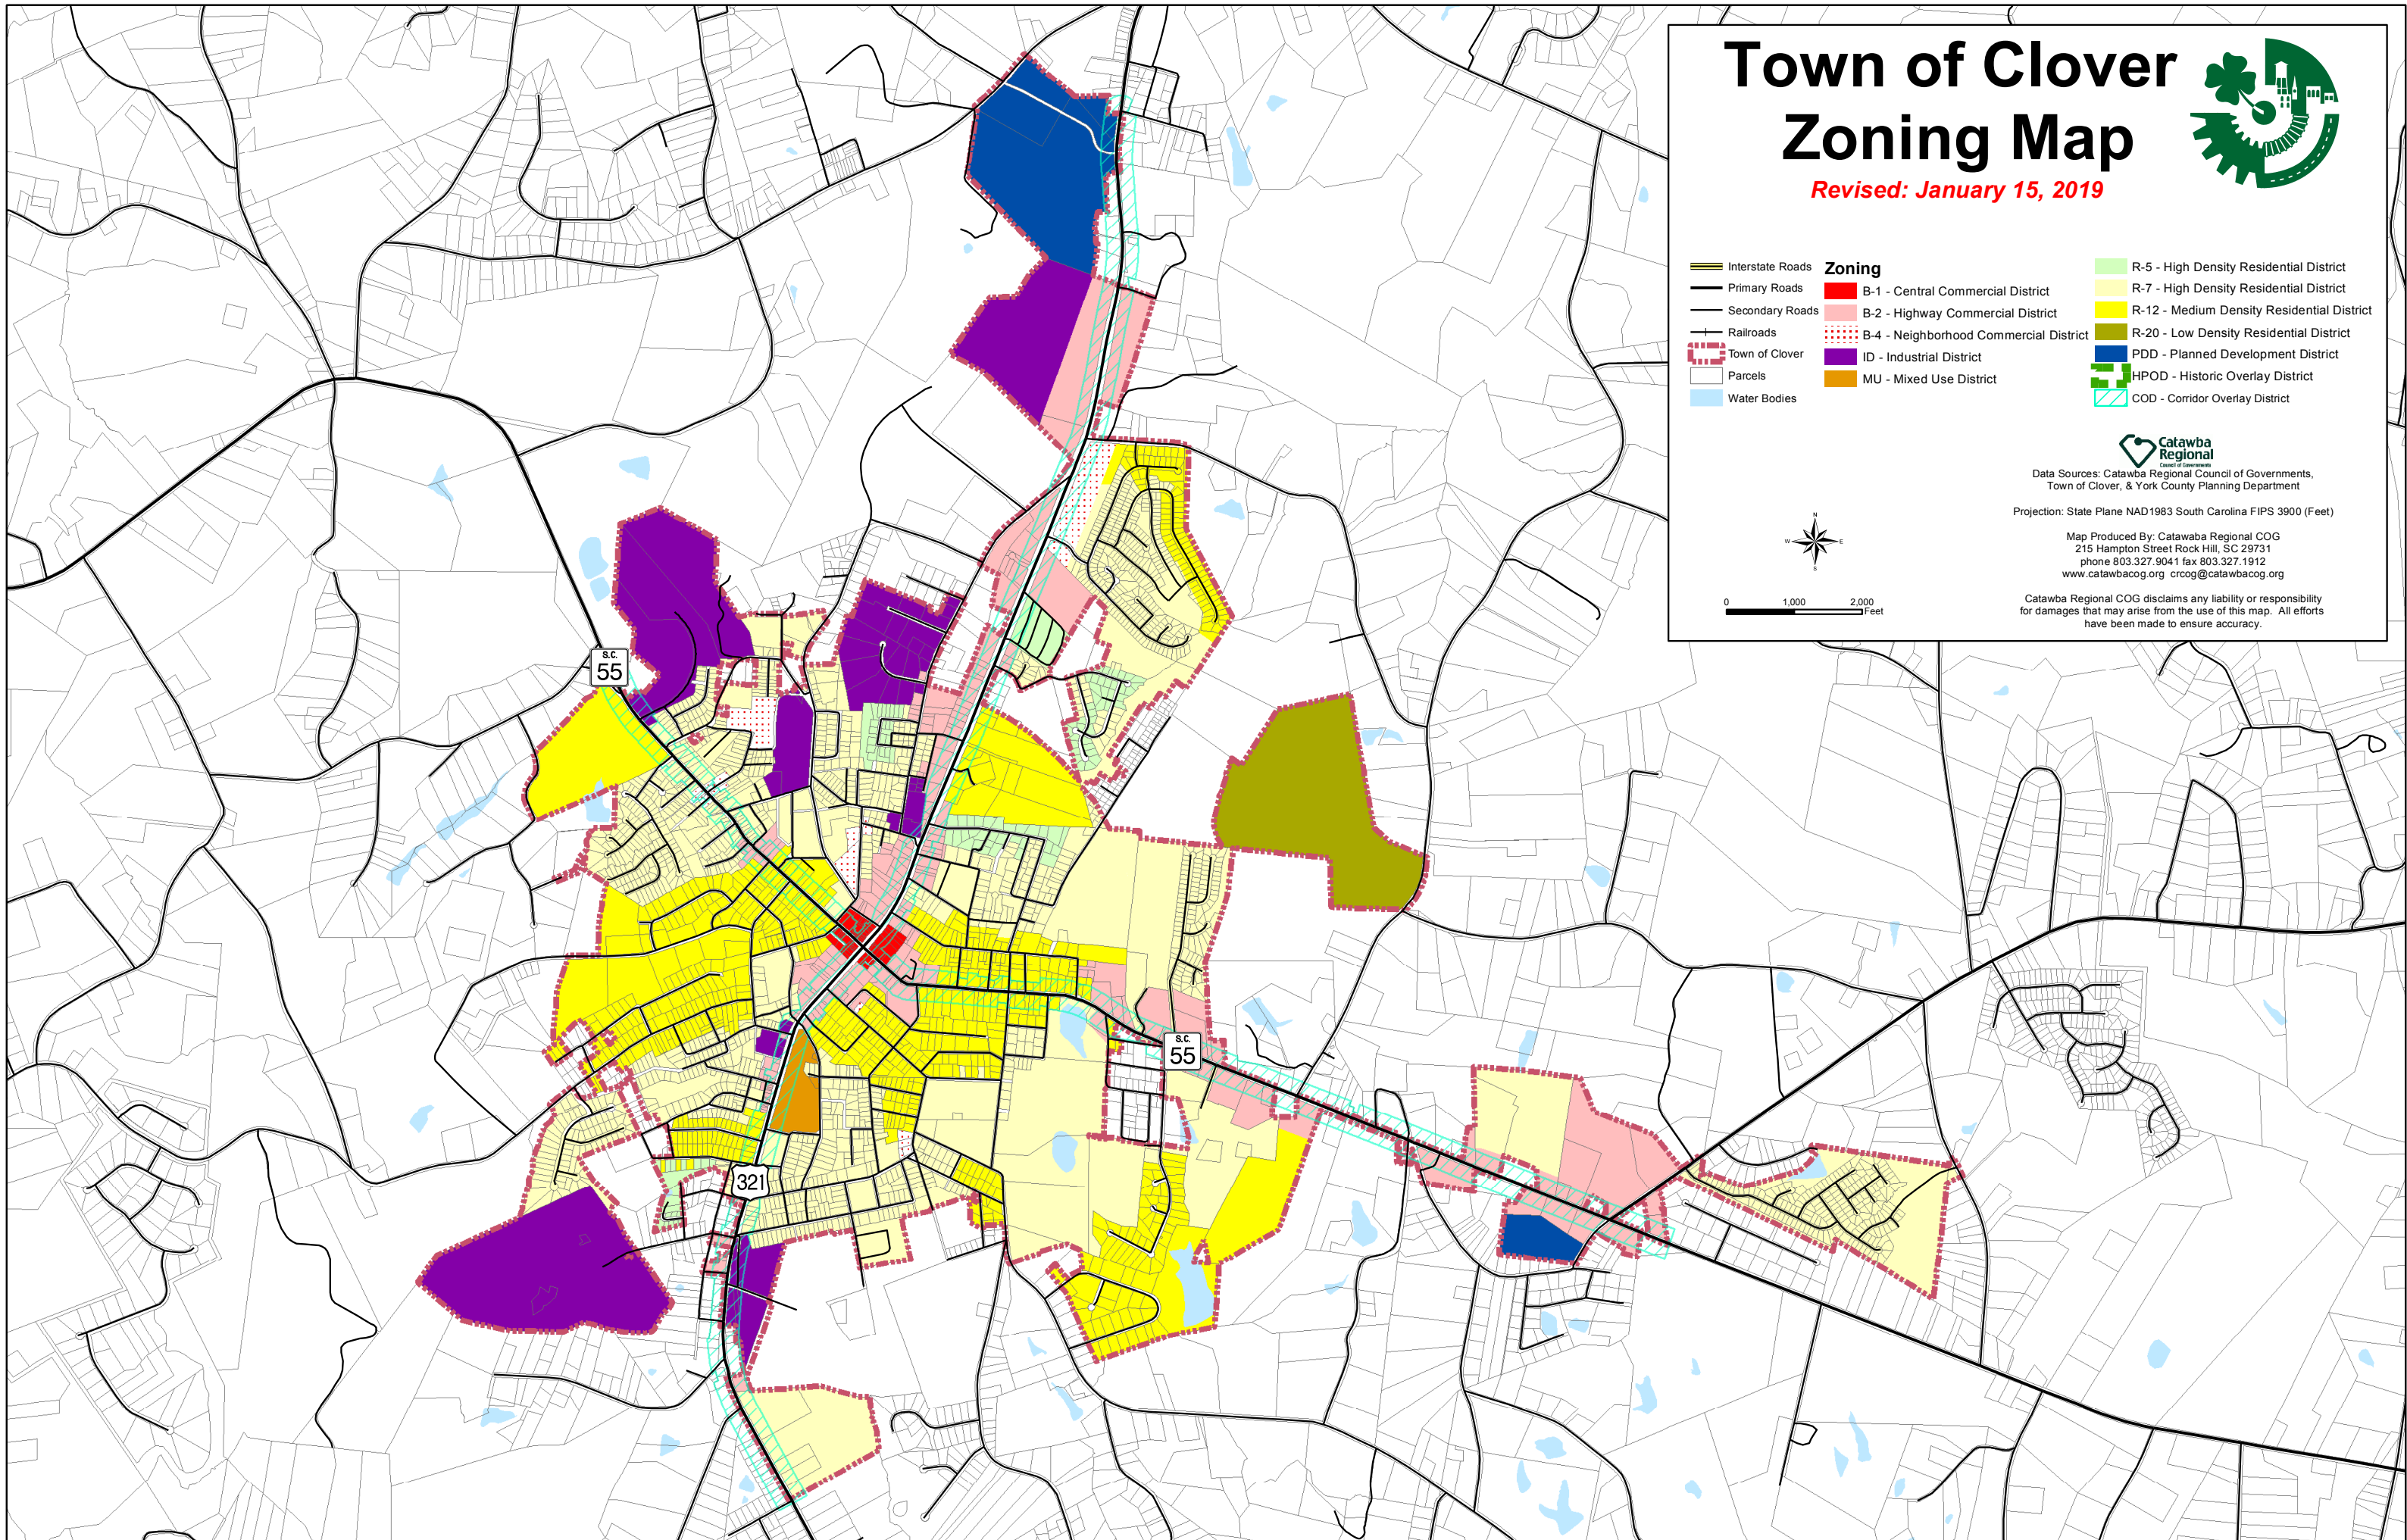 Town of Clover
Zoning Map
Revised: January 15, 2019
Interstate Roads
Primary Roads
Secondary Roads
Railroads
Town of Clover
Parcels
Water Bodies
Zoning
B-1 - Central Commercial District
B-2 - Highway Commercial District
B-4 - Neighborhood Commercial District
ID - Industrial District
MU - Mixed Use District
R-5 - High Density Residential District
R-7 - High Density Residential District
R-12 - Medium Density Residential District
R-20 - Low Density Residential District
PDD - Planned Development District
HPOD - Historic Overlay District
COD - Corridor Overlay District
Catawba
Regional
Council of Governments
Data Sources: Catawba Regional Council of Governments,
Town of Clover, & York County Planning Department
Projection: State Plane NAD1983 South Carolina FIPS 3900 (Feet)
Map Produced By: Catawaba Regional COG
215 Hampton Street Rock Hill, SC 29731
phone 803.327.9041 fax 803.327.1912
www.catawbacog.org crcog@catawbacog.org
Catawba Regional COG disclaims any liability or responsibility
for damages that may arise from the use of this map. All efforts
have been made to ensure accuracy.
N
W E
S
0 1,000 2,000
Feet
S.C.
55
S.C.
55
321